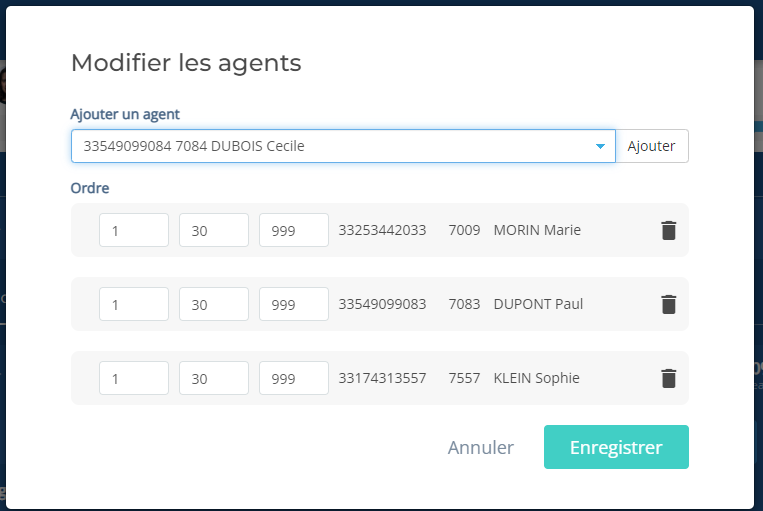 Modifier les agents
Ajouter un agent
33549099084 7084 DUBOIS Cecile Ajouter
Ordre
1 30 999 33253442033 7009 MORIN Marie
1 30 999 33549099083 7083 DUPONT Paul
1 30 999 33174313557 7557 KLEIN Sophie
Annuler Enregistrer